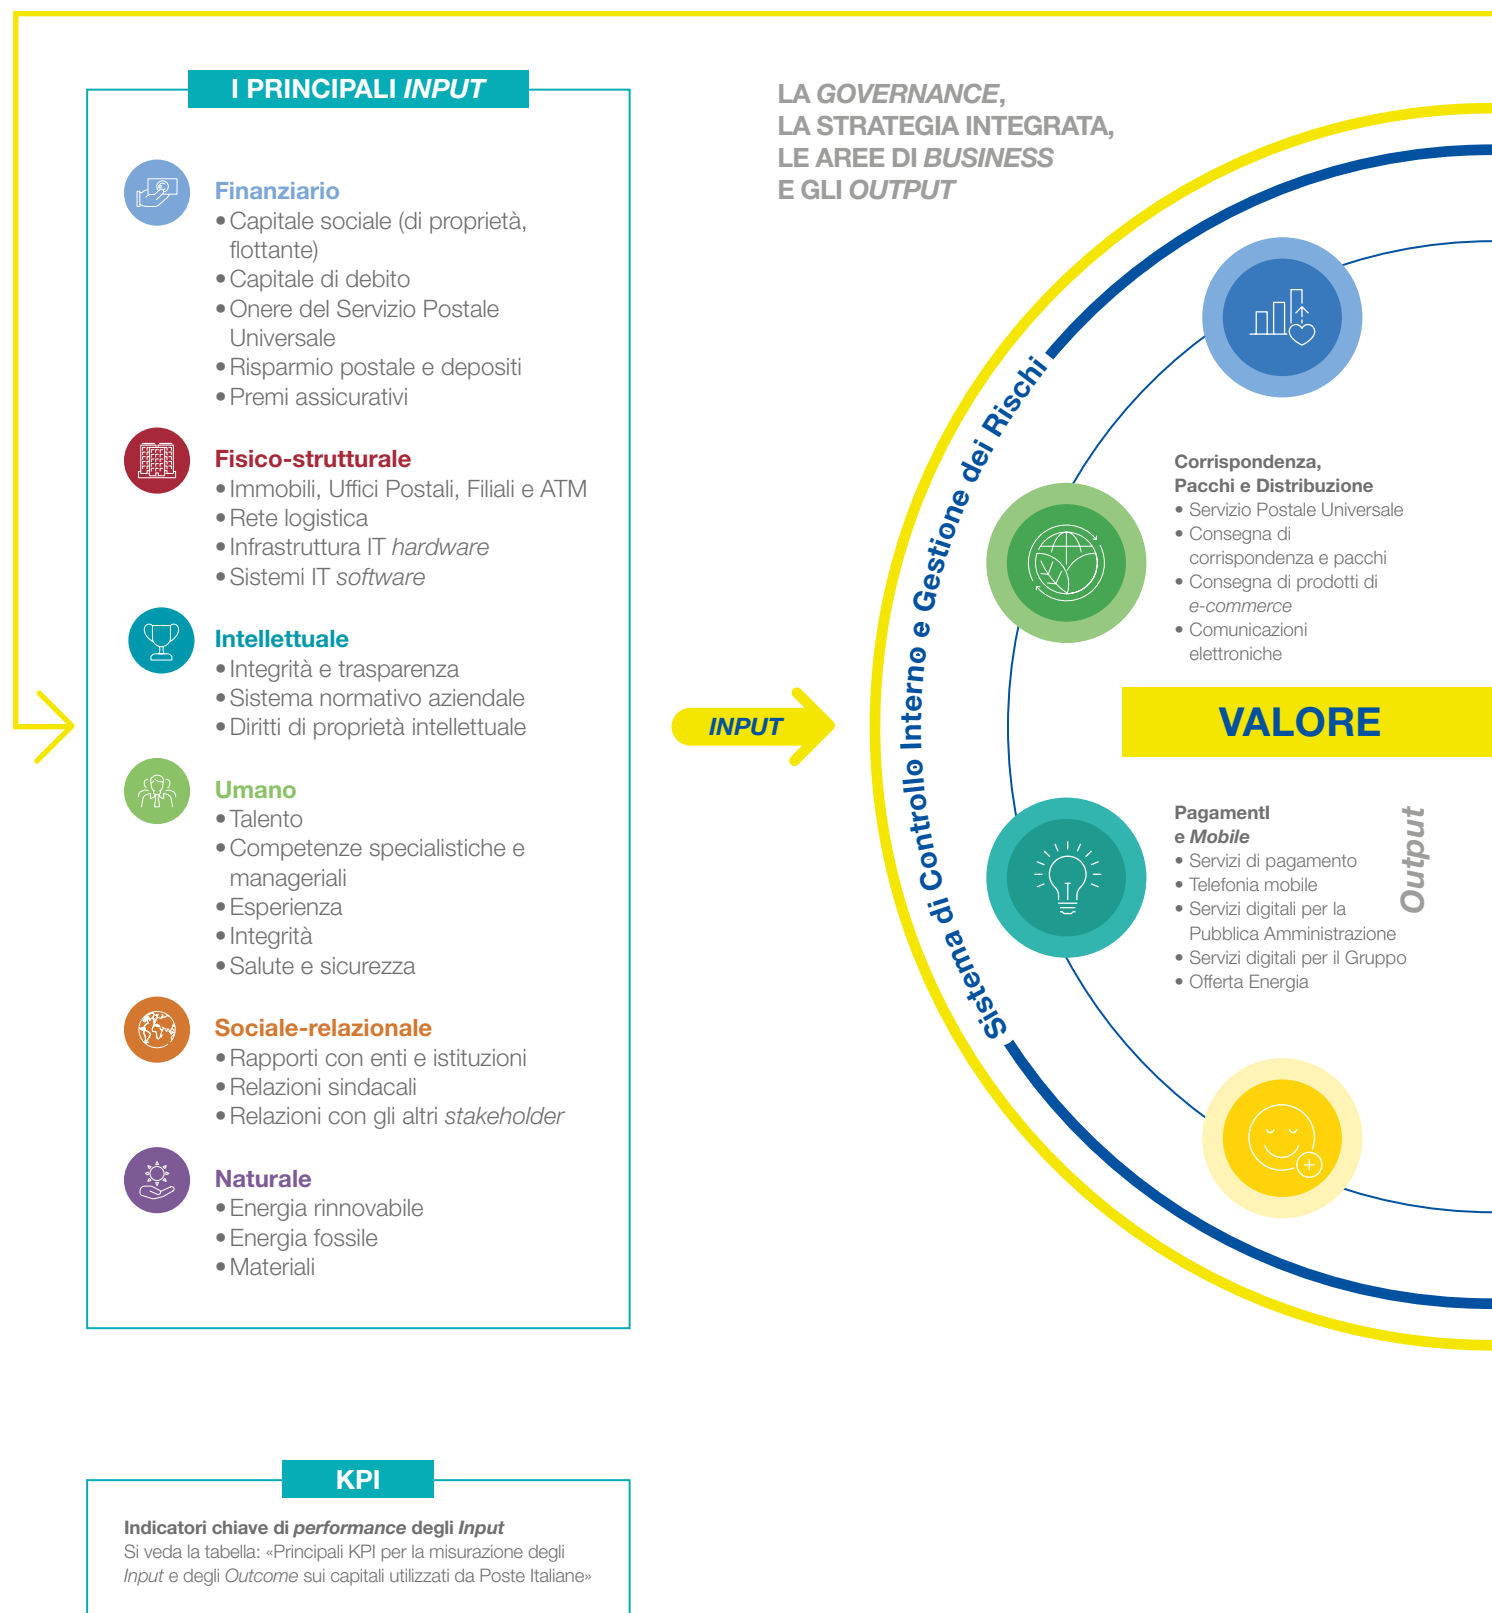 I PRINCIPALI INPUT
Finanziario
• Capitale sociale (di proprietà,
flottante)
• Capitale di debito
• Onere del Servizio Postale
Universale
• Risparmio postale e depositi
• Premi assicurativi
Fisico-strutturale
• Immobili, Uffici Postali, Filiali e ATM
• Rete logistica
• Infrastruttura IT hardware
• Sistemi IT software
Intellettuale
• Integrità e trasparenza
• Sistema normativo aziendale
• Diritti di proprietà intellettuale
Umano
• Talento
• Competenze specialistiche e
manageriali
• Esperienza
• Integrità
• Salute e sicurezza
Sociale-relazionale
• Rapporti con enti e istituzioni
• Relazioni sindacali
• Relazioni con gli altri stakeholder
Naturale
• Energia rinnovabile
• Energia fossile
• Materiali
INPUT
LA GOVERNANCE,
LA STRATEGIA INTEGRATA,
LE AREE DI BUSINESS
E GLI OUTPUT
Sistema di Controllo Interno e Gestione dei Rischi
Corrispondenza,
Pacchi e Distribuzione
• Servizio Postale Universale
• Consegna di
corrispondenza e pacchi
• Consegna di prodotti di
e-commerce
• Comunicazioni
elettroniche
VALORE
PagamentI
e Mobile
• Servizi di pagamento
• Telefonia mobile
• Servizi digitali per la
Pubblica Amministrazione
• Servizi digitali per il Gruppo
• Offerta Energia
Output
KPI
Indicatori chiave di performance degli Input
Si veda la tabella: «Principali KPI per la misurazione degli
Input e degli Outcome sui capitali utilizzati da Poste Italiane»